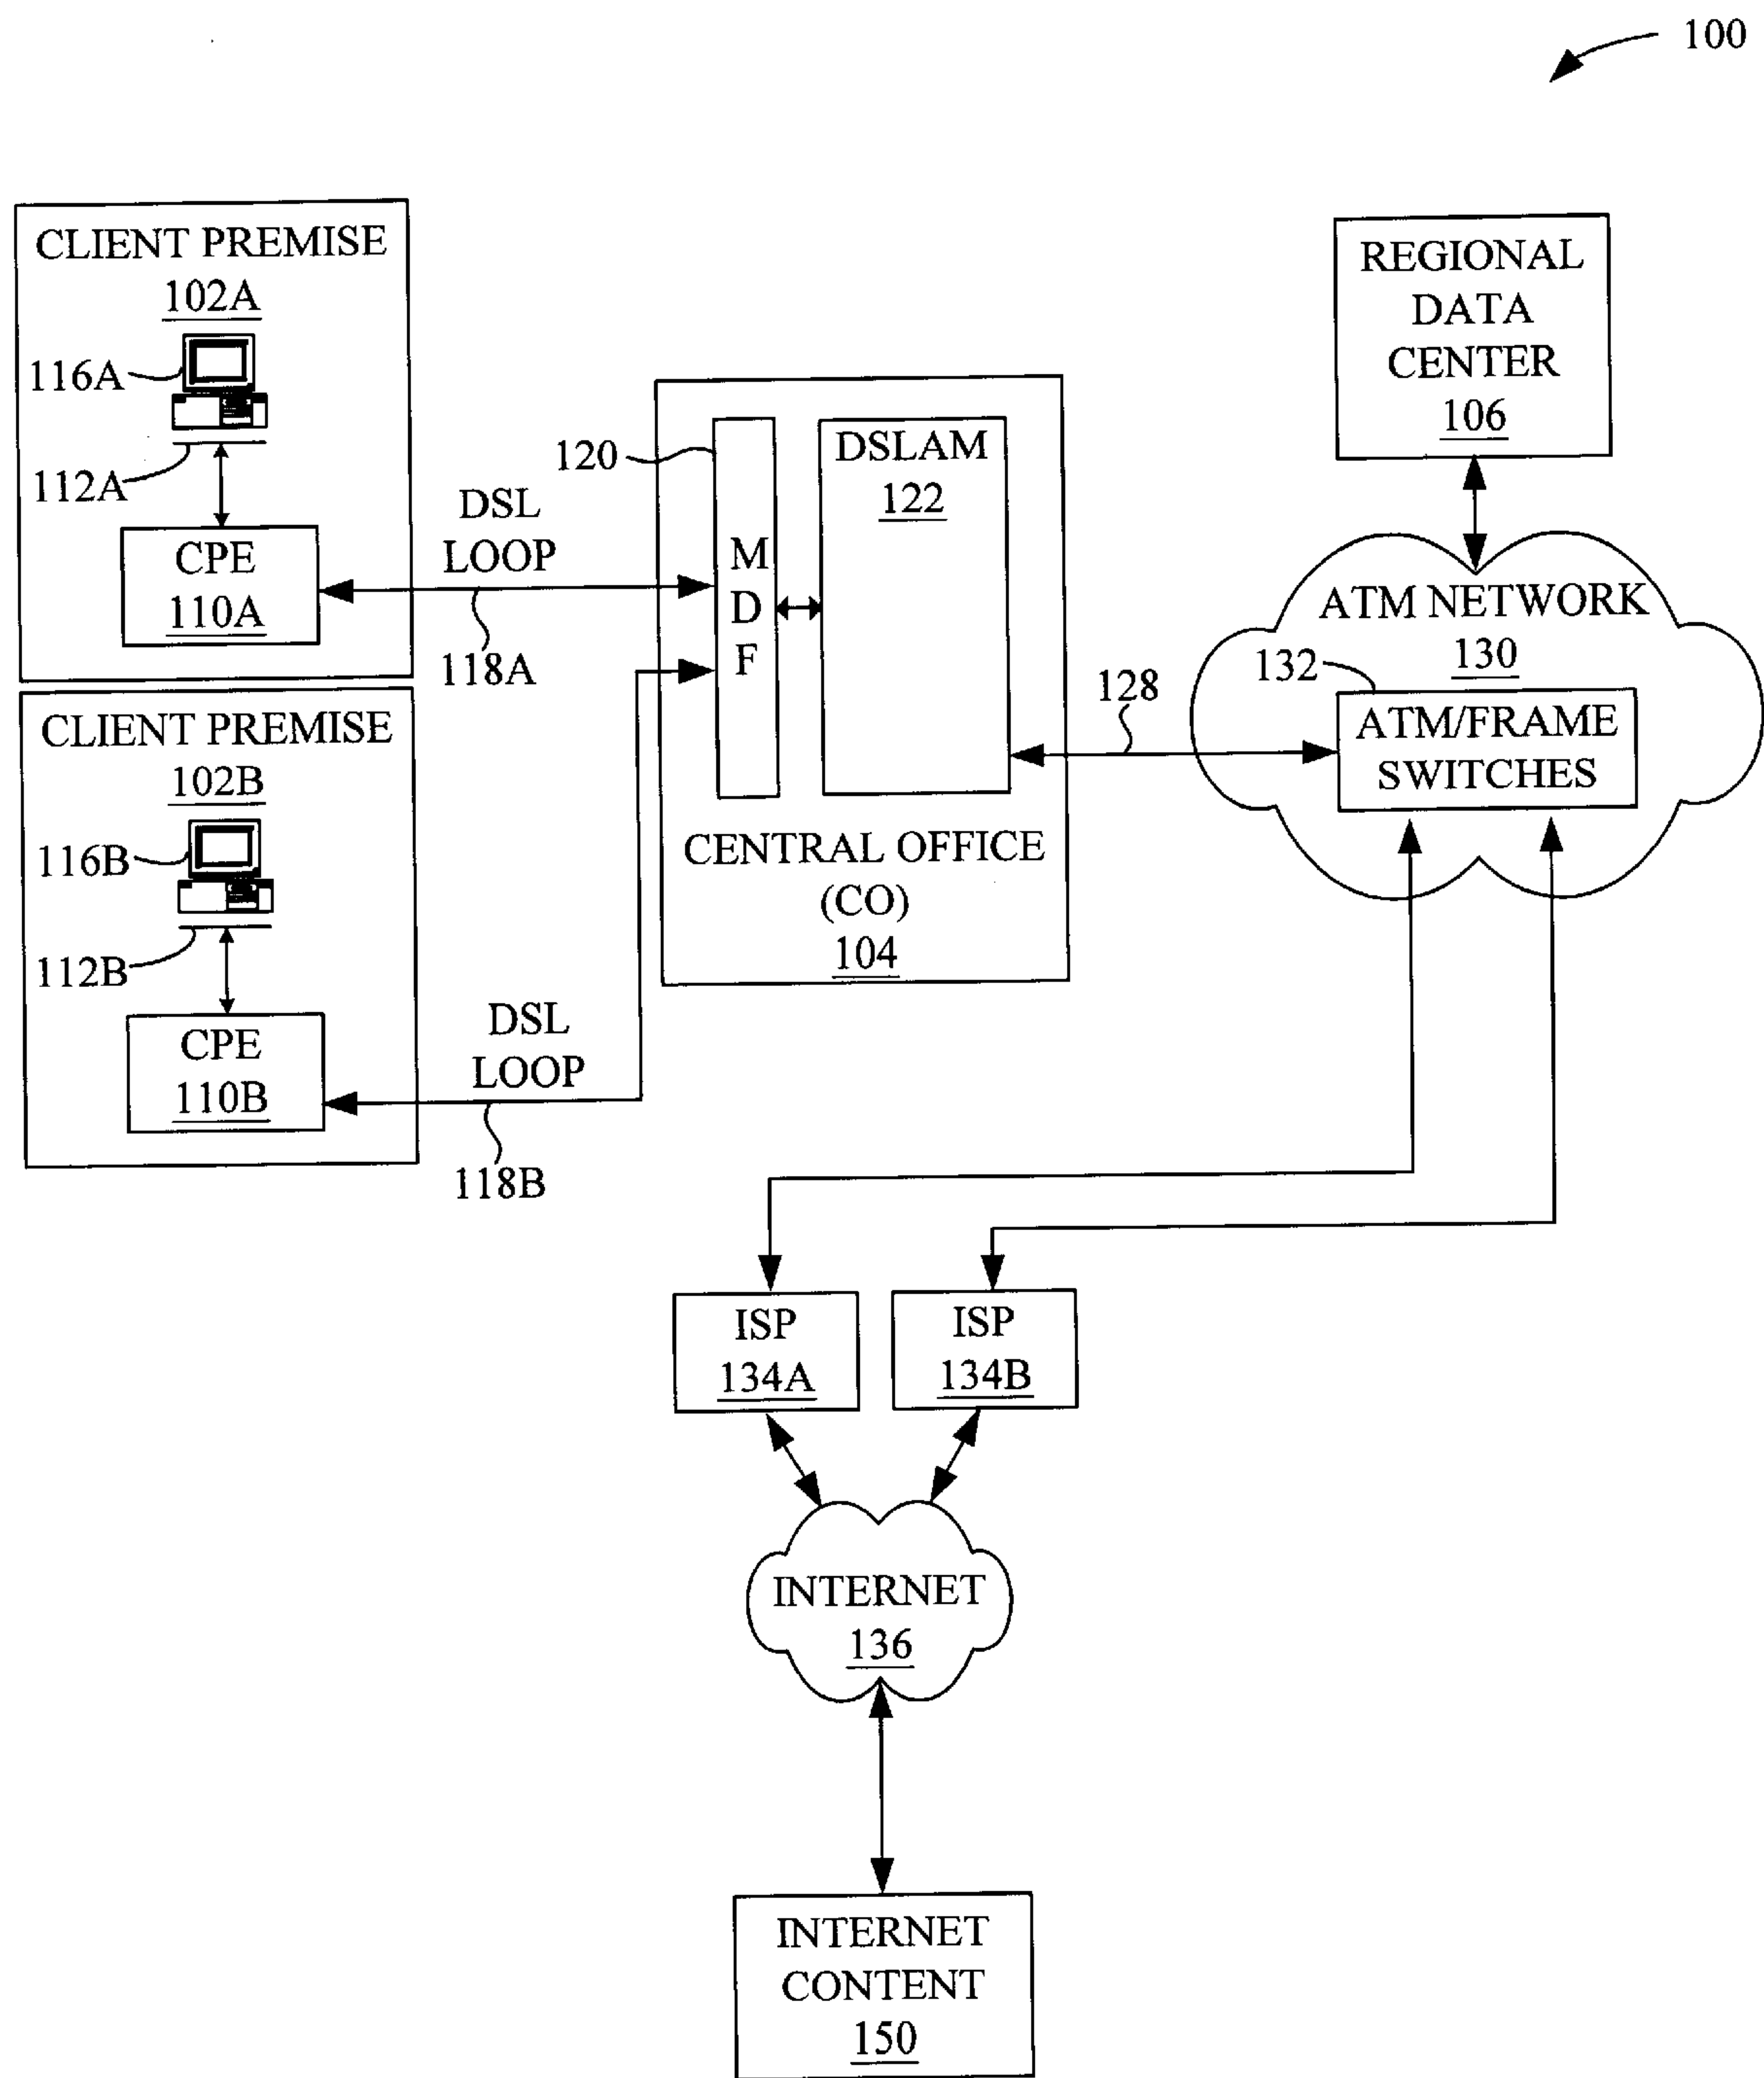 100
CLIENT PREMISE
102A
116A
112A
CPE
110A
DSL
LOOP
118A
CLIENT PREMISE
102B
116B
112B
CPE
110B
DSL
LOOP
118B
120
M
D
F
DSLAM
122
CENTRAL OFFICE
(CO)
104
128
REGIONAL
DATA
CENTER
106
ATM NETWORK
130
132
ATM/FRAME
SWITCHES
ISP
134A
ISP
134B
INTERNET
136
INTERNET
CONTENT
150